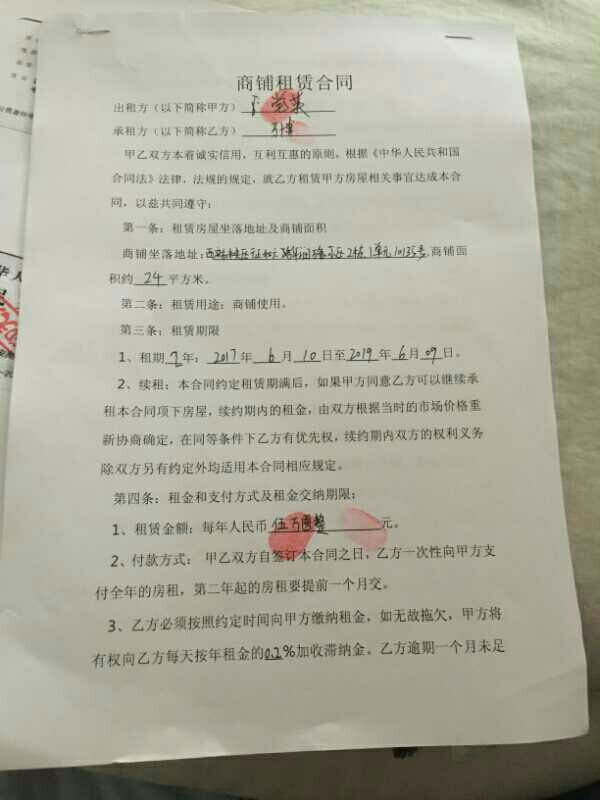 商铺租赁合同
出租方（以下简称甲方）
承租方（以下简称乙方）
甲乙双方本着诚实信用，互利互惠的原则，根据《中华人民共和国
合同法》法律，法规的规定，就乙方租赁甲方房屋相关事宜达成本合
同，以兹共同遵守：
第一条：租赁房屋坐落地址及商铺面积
商铺坐落地址：2栋1单元10135号，商铺面
积约 24 平方米。
第二条：租赁用途：商铺使用。
第三条：租赁期限
1、租期 2 年： 2017 年 6 月 10 日至 2019 年 6 月 09 日。
2、续租：本合同约定租赁期满后，如果甲方同意乙方可以继续承
租本合同项下房屋，续约期内的租金，由双方根据当时的市场价格重
新协商确定，在同等条件下乙方有优先权，续约期内双方的权利义务
除双方另有约定外均适用本合同相应规定。
第四条：租金和支付方式及租金交纳期限：
1、租赁金额：每年人民币 伍万圆整 元。
2、付款方式： 甲乙双方自签订本合同之日，乙方一次性向甲方支
付全年的房租，第二年起的房租要提前一个月交。
3、乙方必须按照约定时间向甲方缴纳租金，如无故拖欠，甲方将
有权向乙方每天按年租金的0.2%加收滞纳金。乙方逾期一个月未足